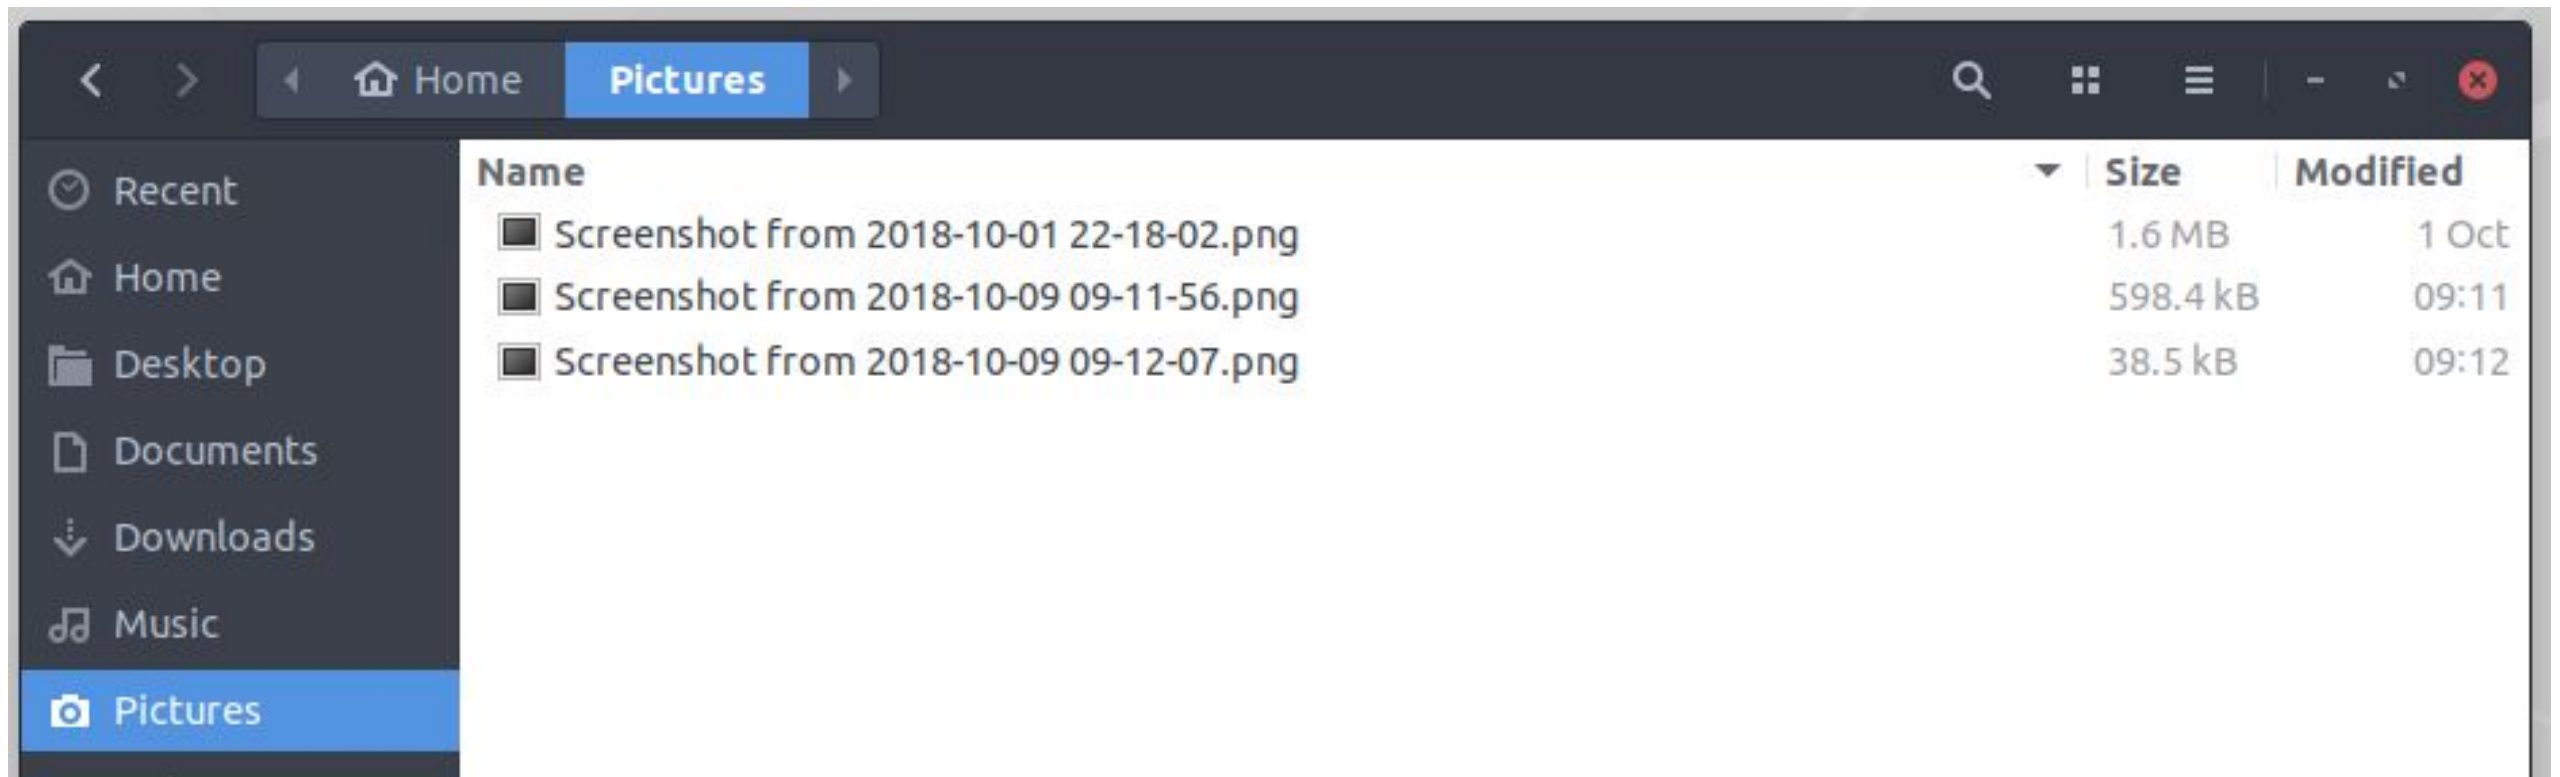 Home Pictures
Recent
Home
Desktop
Documents
Downloads
Music
Pictures
Name Size Modified
Screenshot from 2018-10-01 22-18-02.png 1.6 MB 1 Oct
Screenshot from 2018-10-09 09-11-56.png 598.4 kB 09:11
Screenshot from 2018-10-09 09-12-07.png 38.5 kB 09:12